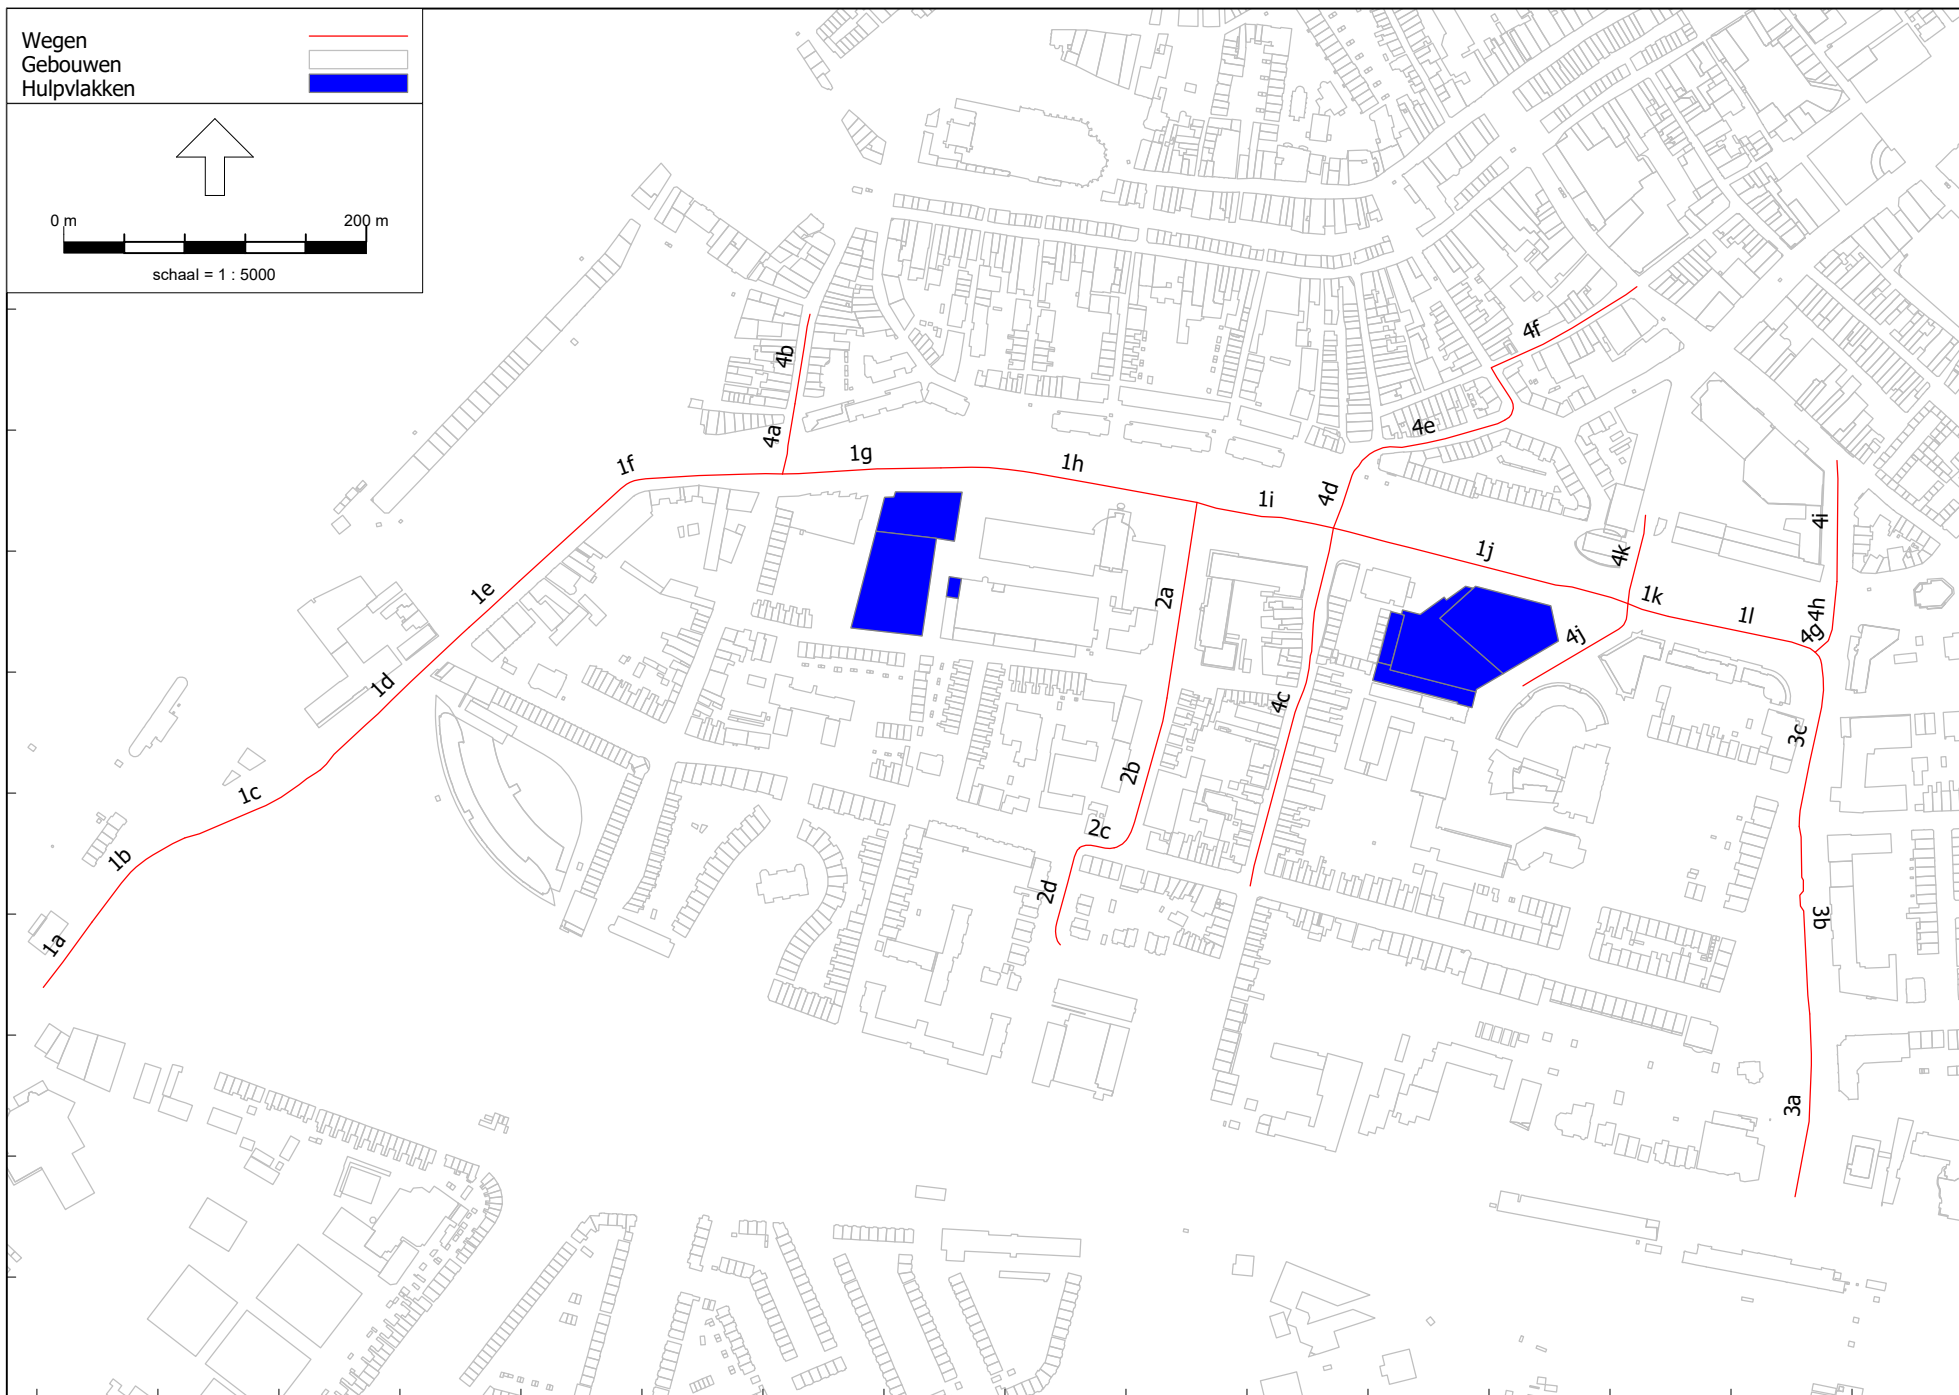 Wegen
Gebouwen
Hulpvlakken
0 m 200 m
schaal = 1 : 5000
4f
4b
4e
4a
1f
1g
1h
4d
1i
4i
1j
4k
1e
2a
1k
4h
1l
4g
4j
1d
4c
3c
2b
1c
2c
1b
2d
3b
1a
3a